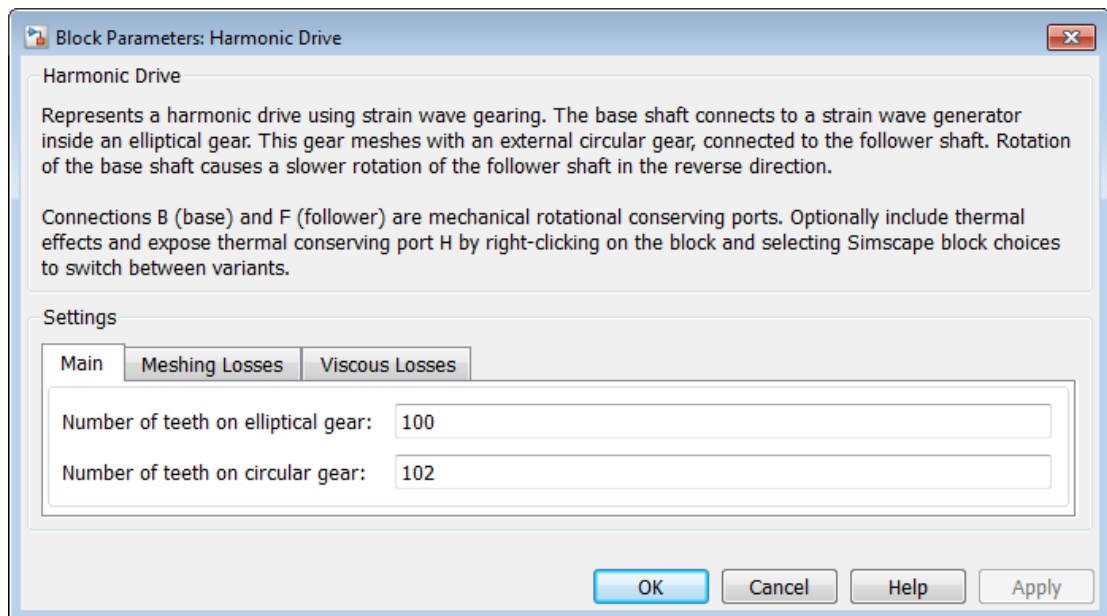 Block Parameters: Harmonic Drive
Harmonic Drive
Represents a harmonic drive using strain wave gearing. The base shaft connects to a strain wave generator
inside an elliptical gear. This gear meshes with an external circular gear, connected to the follower shaft. Rotation
of the base shaft causes a slower rotation of the follower shaft in the reverse direction.
Connections B (base) and F (follower) are mechanical rotational conserving ports. Optionally include thermal
effects and expose thermal conserving port H by right-clicking on the block and selecting Simscape block choices
to switch between variants.
Settings
Main Meshing Losses Viscous Losses
Number of teeth on elliptical gear: 100
Number of teeth on circular gear: 102
OK Cancel Help Apply